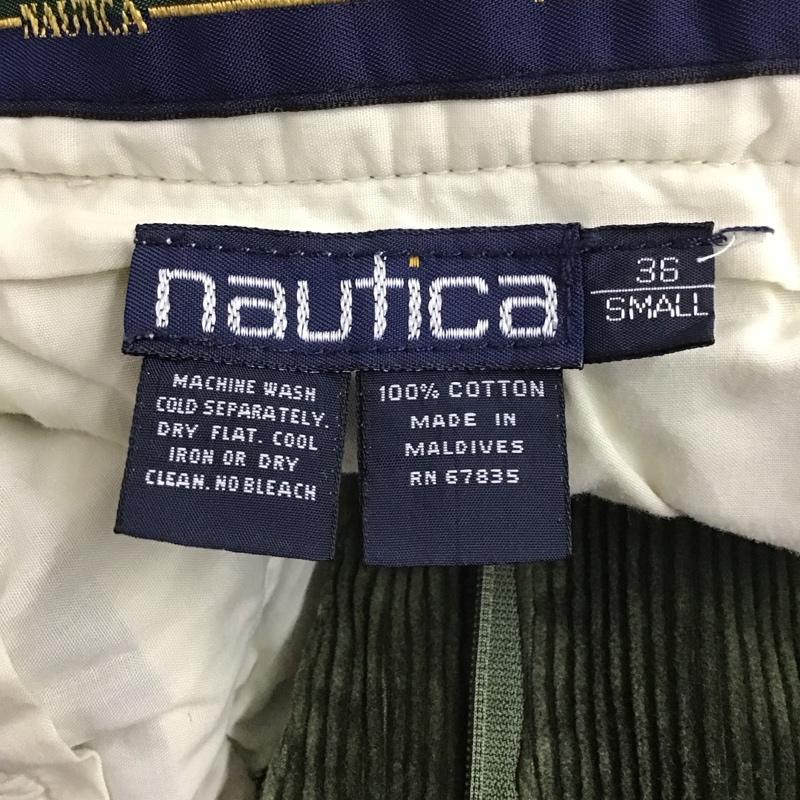 NAUTICA
nautica
36
SMALL
MACHINE WASH
COLD SEPARATELY.
DRY FLAT. COOL
IRON OR DRY
CLEAN. NO BLEACH
100% COTTON
MADE IN
MALDIVES
RN 67835